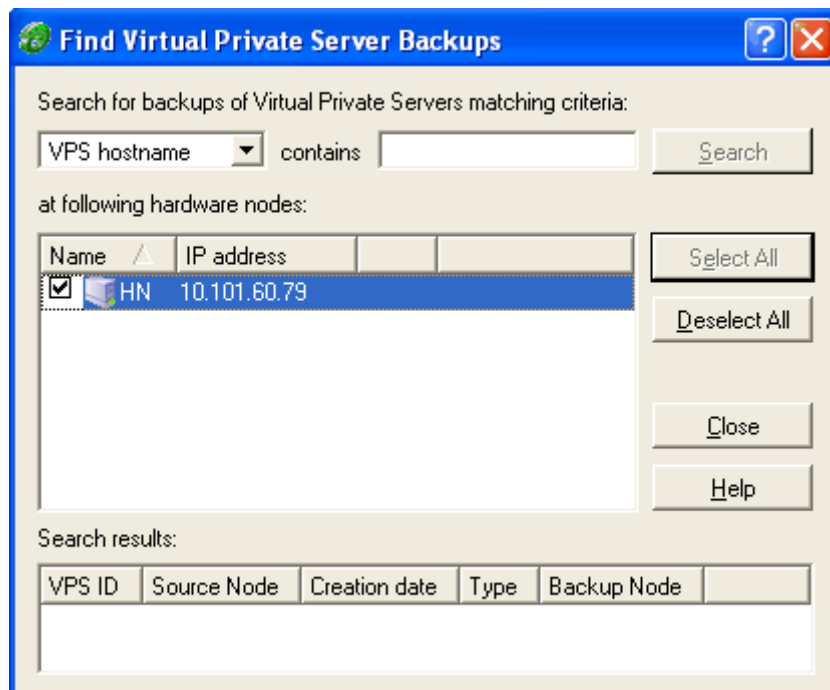 Find Virtual Private Server Backups
Search for backups of Virtual Private Servers matching criteria:
VPS hostname contains Search
at following hardware nodes:
Name IP address
Select All
HN 10.101.60.79
Deselect All
Close
Help
Search results:
VPS ID Source Node Creation date Type Backup Node